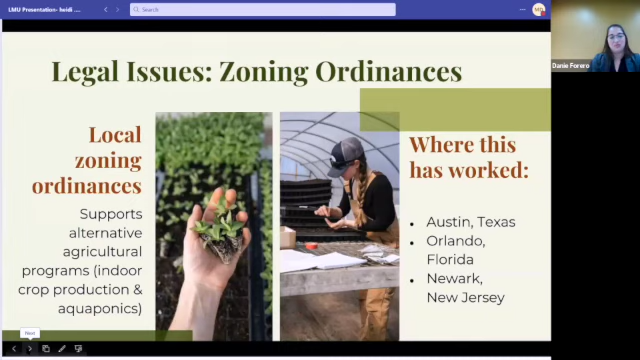 LMU Presentation- heidi
Search
MD
Danie Forero
Legal Issues: Zoning Ordinances
Local
zoning
ordinances
Supports
alternative
agricultural
programs (indoor
crop production &
aquaponics)
Where this
has worked:
• Austin, Texas
• Orlando,
Florida
• Newark,
New Jersey
Next